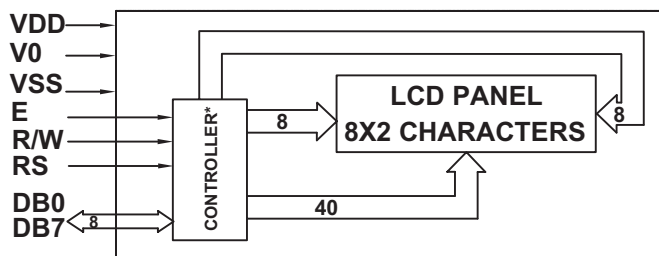 VDD
V0
VSS
E
R/W
RS
DB0
DB7
8
CONTROLLER*
8
40
LCD PANEL
8X2 CHARACTERS
8